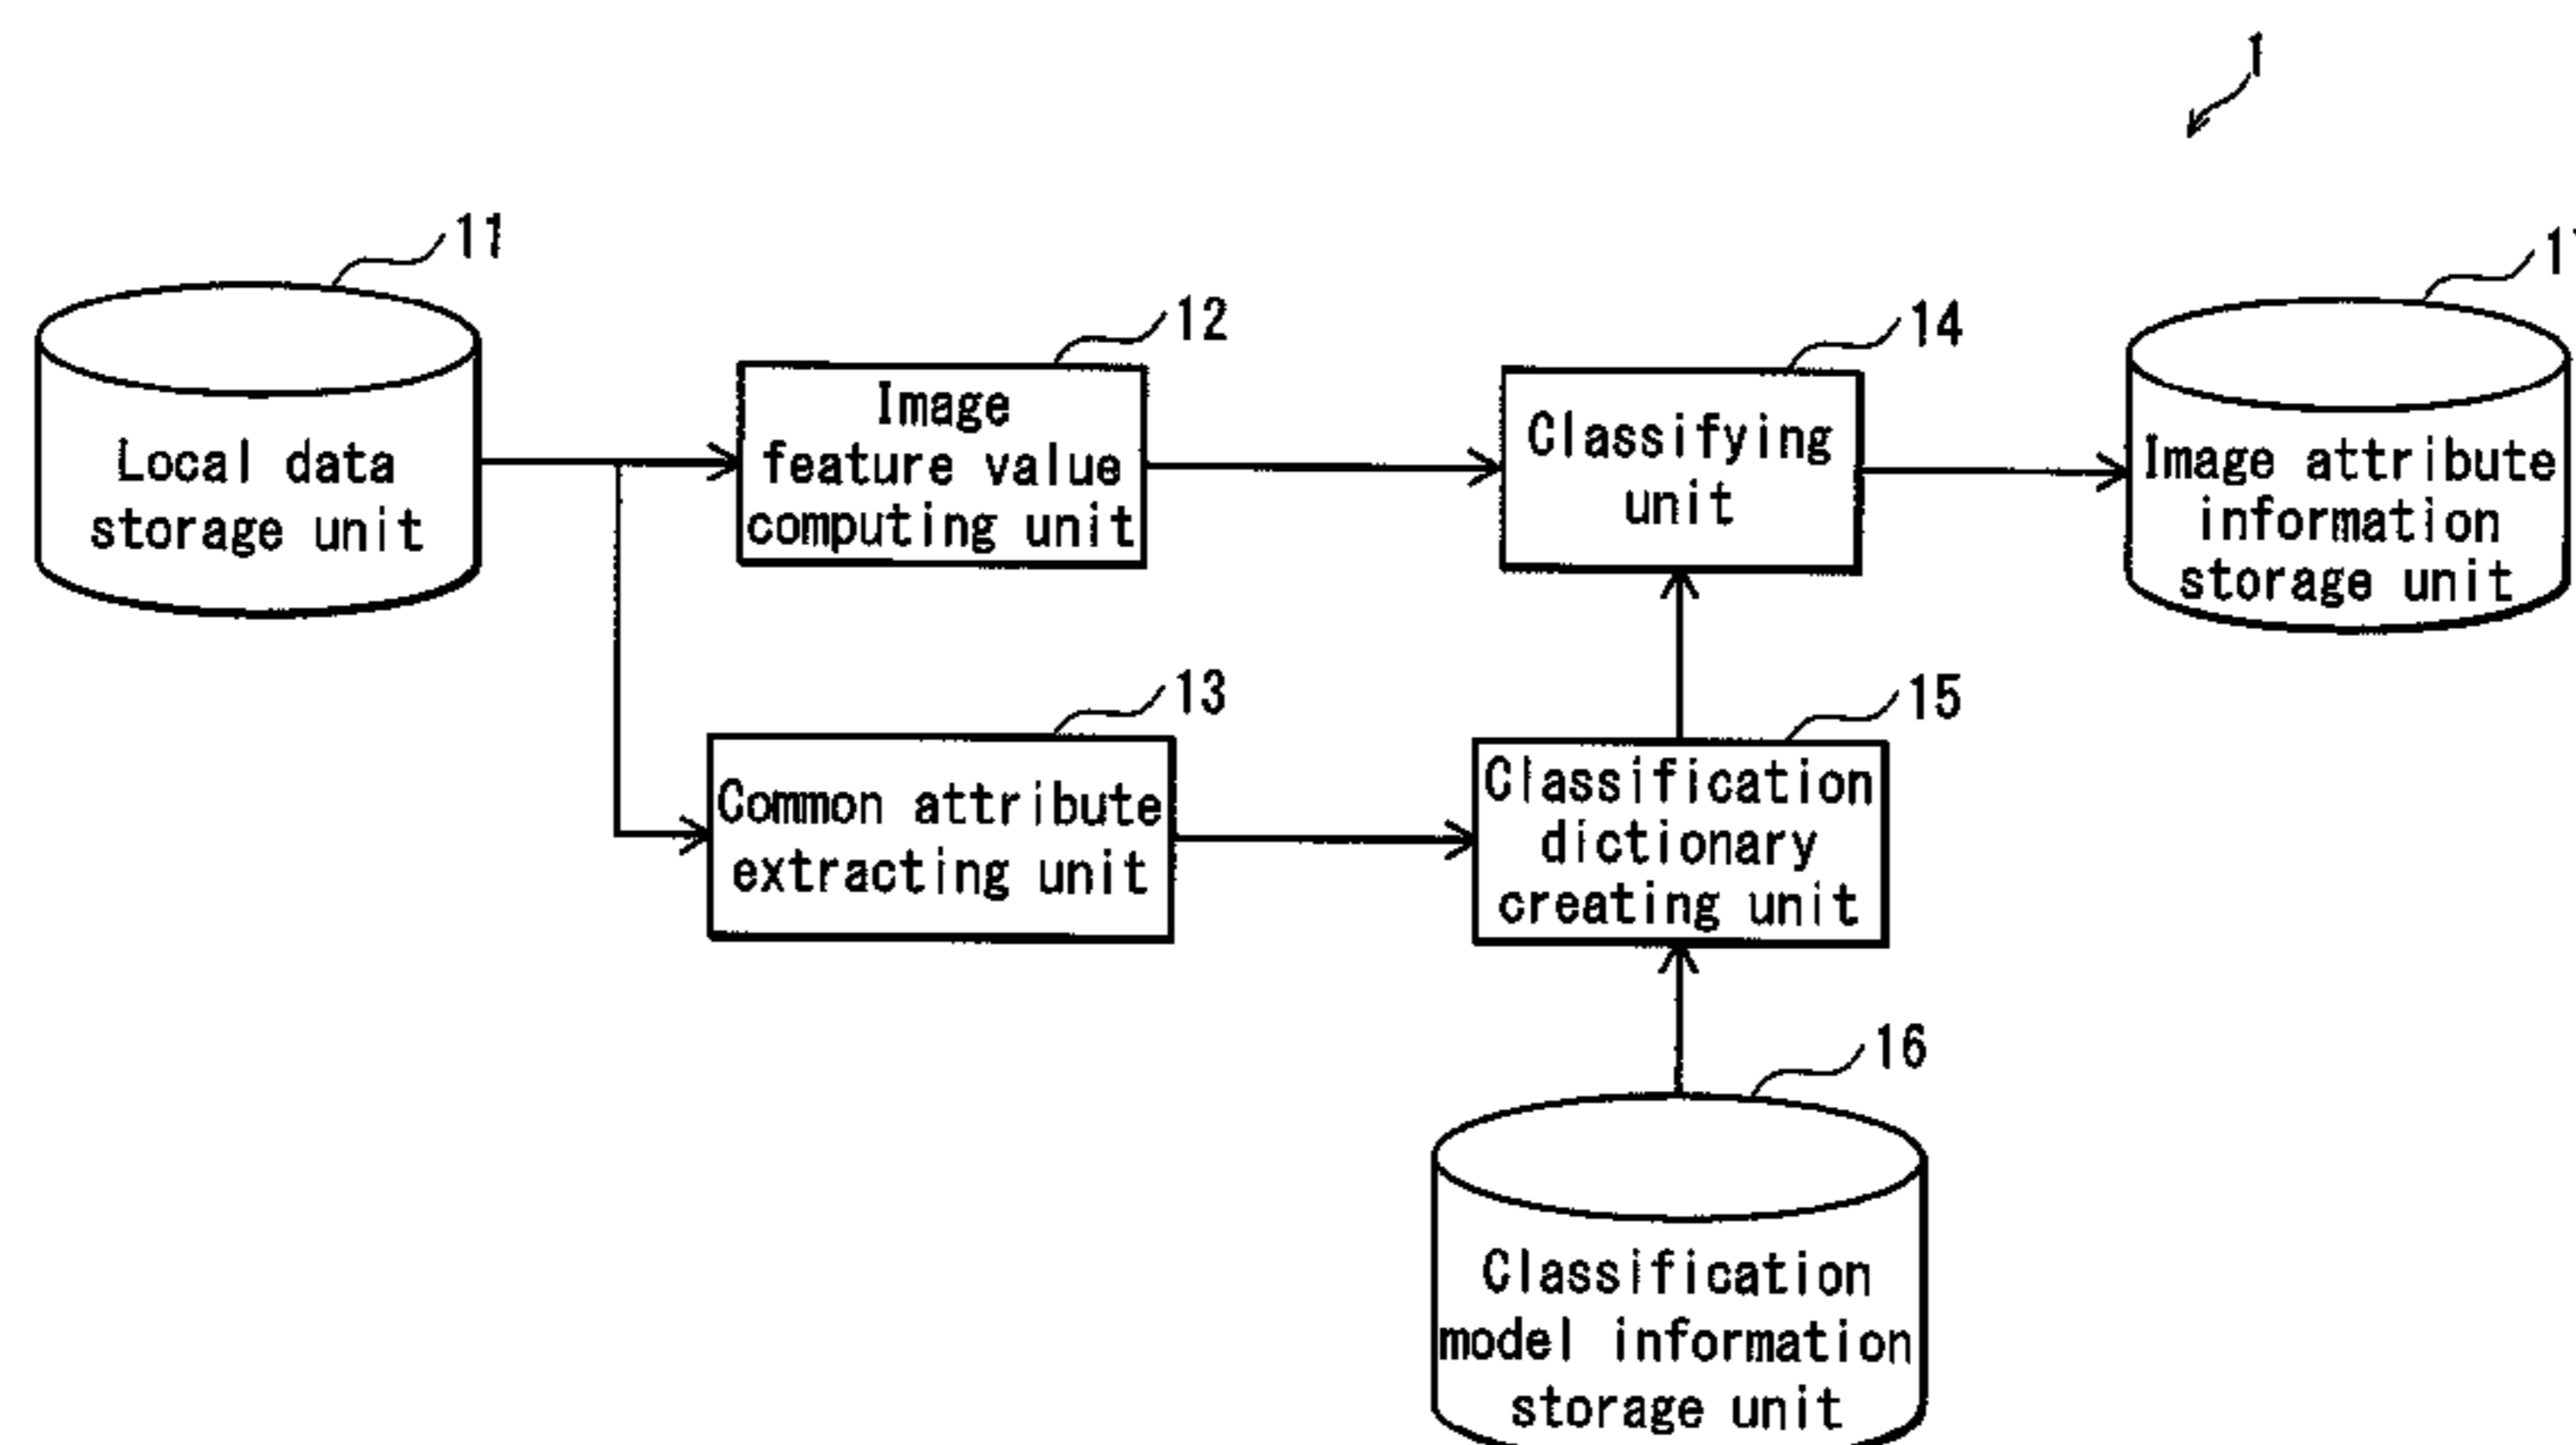 1
11
Local data
storage unit
12
Image
feature value
computing unit
14
Classifying
unit
Image attribute
information
storage unit
13
Common attribute
extracting unit
15
Classification
dictionary
creating unit
16
Classification
model information
storage unit